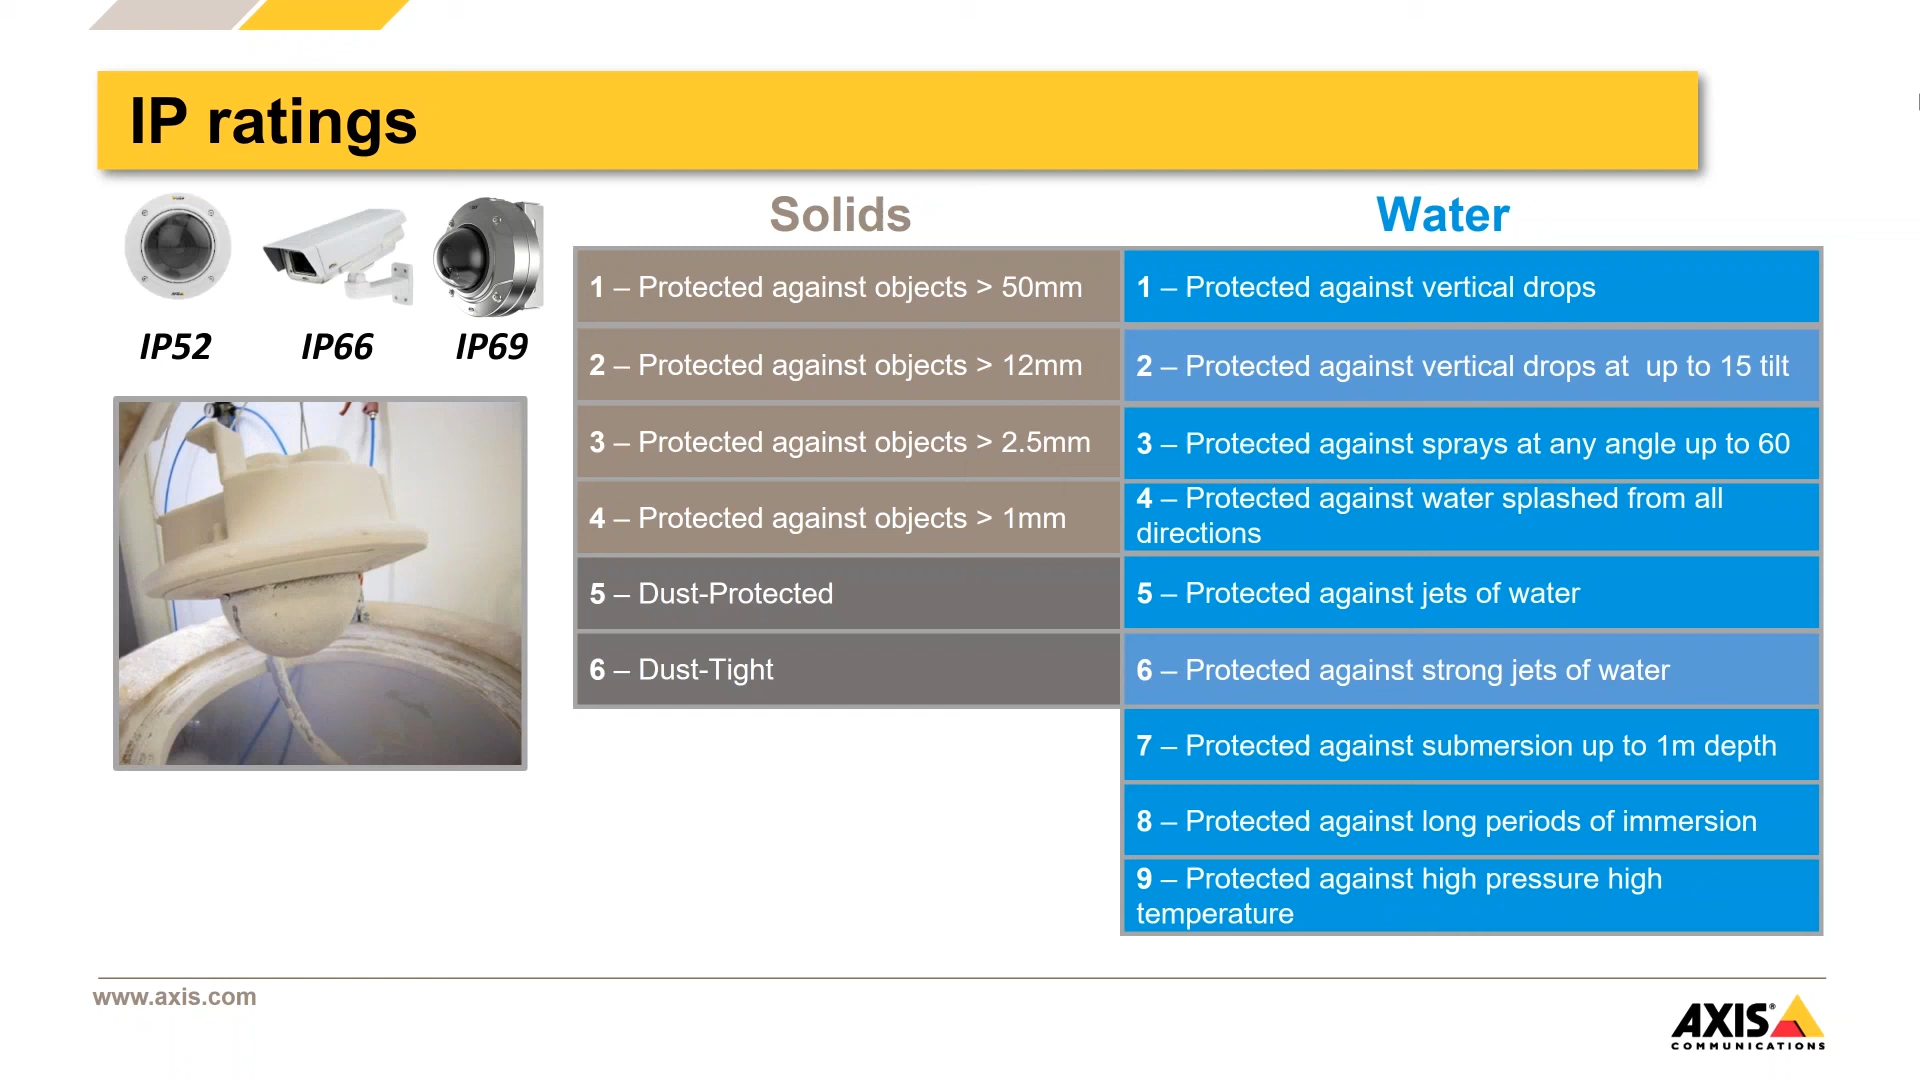 IP ratings
Solids
Water
IP52
IP66
IP69
1 – Protected against objects > 50mm
2 – Protected against objects > 12mm
3 – Protected against objects > 2.5mm
4 – Protected against objects > 1mm
5 – Dust-Protected
6 – Dust-Tight
1 – Protected against vertical drops
2 – Protected against vertical drops at  up to 15 tilt
3 – Protected against sprays at any angle up to 60
4 – Protected against water splashed from all
directions
5 – Protected against jets of water
6 – Protected against strong jets of water
7 – Protected against submersion up to 1m depth
8 – Protected against long periods of immersion
9 – Protected against high pressure high
temperature
www.axis.com
AXIS®
COMMUNICATIONS